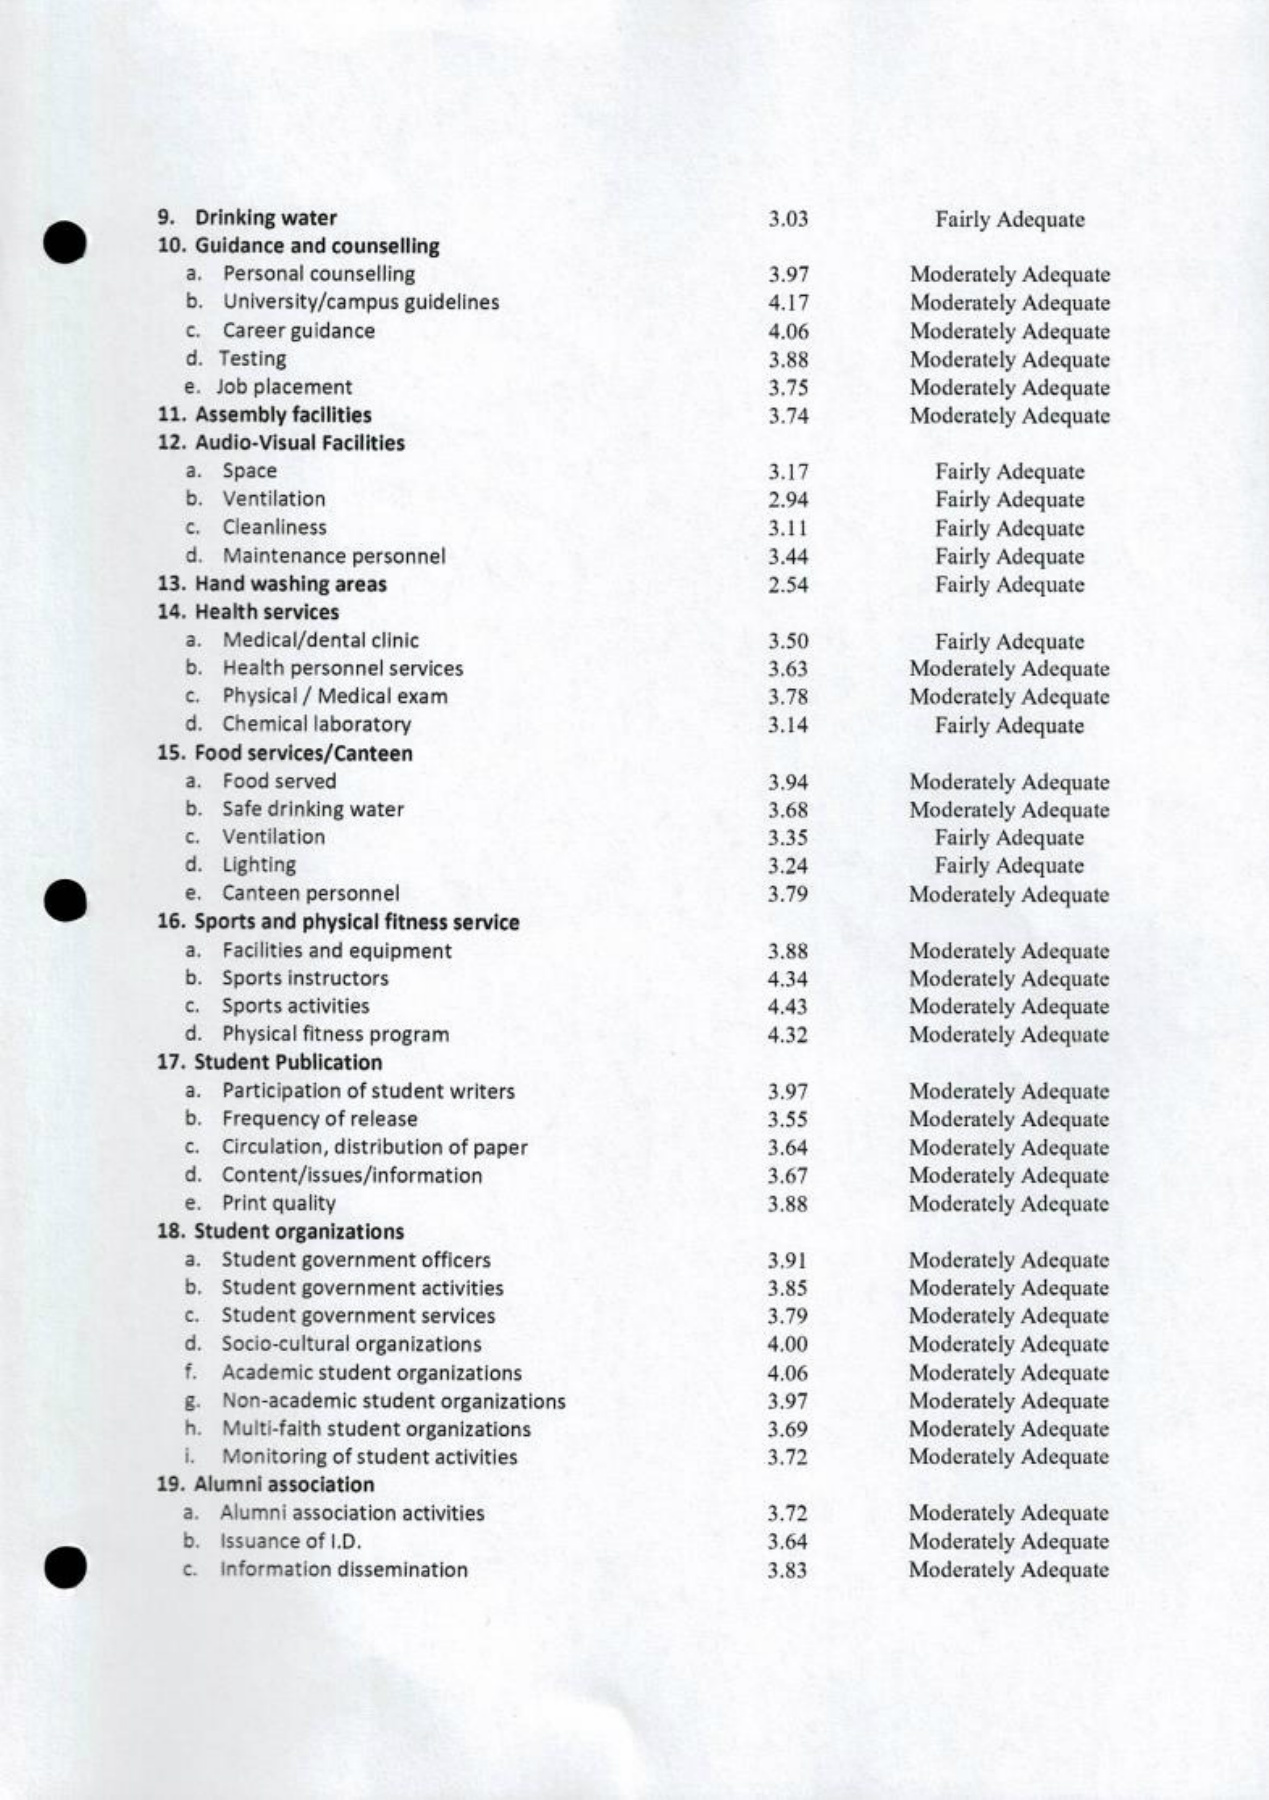 9. Drinking water 3.03 Fairly Adequate
10. Guidance and counselling
a. Personal counselling 3.97 Moderately Adequate
b. University/campus guidelines 4.17 Moderately Adequate
c. Career guidance 4.06 Moderately Adequate
d. Testing 3.88 Moderately Adequate
e. Job placement 3.75 Moderately Adequate
11. Assembly facilities 3.74 Moderately Adequate
12. Audio-Visual Facilities
a. Space 3.17 Fairly Adequate
b. Ventilation 2.94 Fairly Adequate
c. Cleanliness 3.11 Fairly Adequate
d. Maintenance personnel 3.44 Fairly Adequate
13. Hand washing areas 2.54 Fairly Adequate
14. Health services
a. Medical/dental clinic 3.50 Fairly Adequate
b. Health personnel services 3.63 Moderately Adequate
c. Physical / Medical exam 3.78 Moderately Adequate
d. Chemical laboratory 3.14 Fairly Adequate
15. Food services/Canteen
a. Food served 3.94 Moderately Adequate
b. Safe drinking water 3.68 Moderately Adequate
c. Ventilation 3.35 Fairly Adequate
d. Lighting 3.24 Fairly Adequate
e. Canteen personnel 3.79 Moderately Adequate
16. Sports and physical fitness service
a. Facilities and equipment 3.88 Moderately Adequate
b. Sports instructors 4.34 Moderately Adequate
c. Sports activities 4.43 Moderately Adequate
d. Physical fitness program 4.32 Moderately Adequate
17. Student Publication
a. Participation of student writers 3.97 Moderately Adequate
b. Frequency of release 3.55 Moderately Adequate
c. Circulation, distribution of paper 3.64 Moderately Adequate
d. Content/issues/information 3.67 Moderately Adequate
e. Print quality 3.88 Moderately Adequate
18. Student organizations
a. Student government officers 3.91 Moderately Adequate
b. Student government activities 3.85 Moderately Adequate
c. Student government services 3.79 Moderately Adequate
d. Socio-cultural organizations 4.00 Moderately Adequate
f. Academic student organizations 4.06 Moderately Adequate
g. Non-academic student organizations 3.97 Moderately Adequate
h. Multi-faith student organizations 3.69 Moderately Adequate
i. Monitoring of student activities 3.72 Moderately Adequate
19. Alumni association
a. Alumni association activities 3.72 Moderately Adequate
b. Issuance of I.D. 3.64 Moderately Adequate
c. Information dissemination 3.83 Moderately Adequate